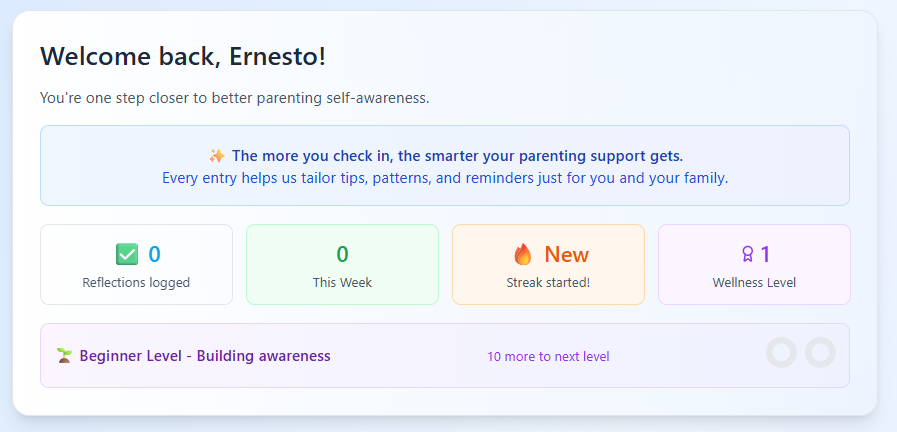 Welcome back, Ernesto!
You're one step closer to better parenting self-awareness.
✨ The more you check in, the smarter your parenting support gets.
Every entry helps us tailor tips, patterns, and reminders just for you and your family.
✅ 0
Reflections logged
0
This Week
🔥 New
Streak started!
1
Wellness Level
🌱 Beginner Level - Building awareness
10 more to next level